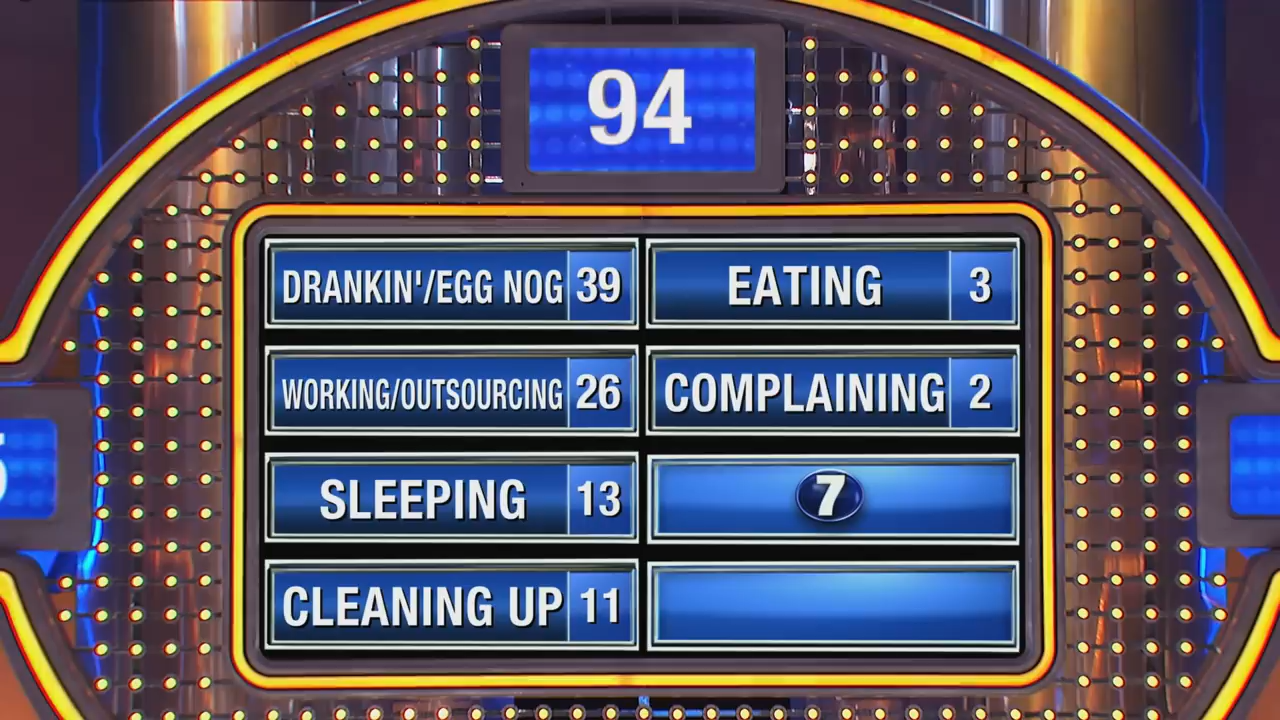 94
DRANKIN'/EGG NOG 39
EATING 3
WORKING/OUTSOURCING 26
COMPLAINING 2
SLEEPING 13
7
CLEANING UP 11